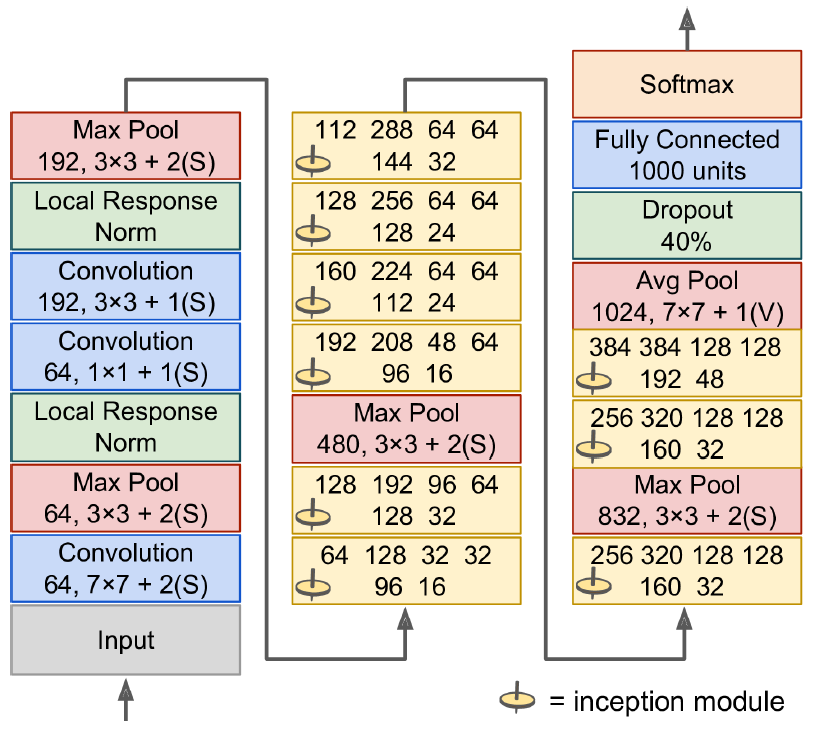 Max Pool
192, 3×3 + 2(S)
Local Response
Norm
Convolution
192, 3×3 + 1(S)
Convolution
64, 1×1 + 1(S)
Local Response
Norm
Max Pool
64, 3×3 + 2(S)
Convolution
64, 7×7 + 2(S)
Input
112 288 64 64
144 32
128 256 64 64
128 24
160 224 64 64
112 24
192 208 48 64
96 16
Max Pool
480, 3×3 + 2(S)
128 192 96 64
128 32
64 128 32 32
96 16
Softmax
Fully Connected
1000 units
Dropout
40%
Avg Pool
1024, 7×7 + 1(V)
384 384 128 128
192 48
256 320 128 128
160 32
Max Pool
832, 3×3 + 2(S)
256 320 128 128
160 32
= inception module